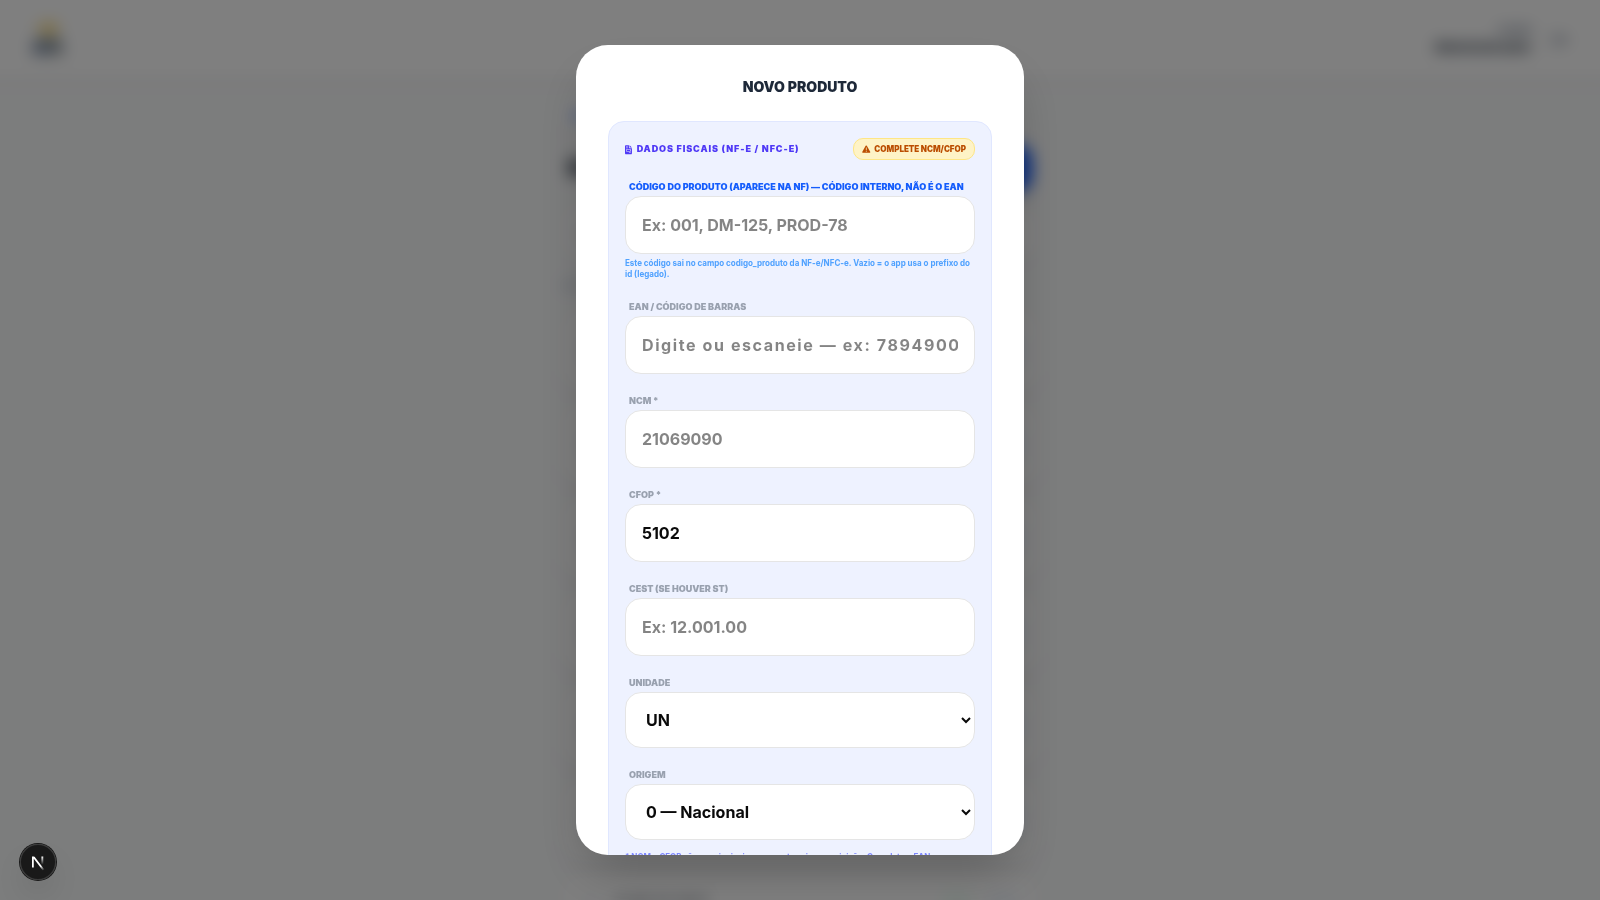 NOVO PRODUTO
DADOS FISCAIS (NF-E / NFC-E)
COMPLETE NCM/CFOP
CÓDIGO DO PRODUTO (APARECE NA NF) — CÓDIGO INTERNO, NÃO É O EAN
Ex: 001, DM-125, PROD-78
Este código sai no campo codigo_produto da NF-e/NFC-e. Vazio = o app usa o prefixo do
id (legado).
EAN / CÓDIGO DE BARRAS
Digite ou escaneie — ex: 7894900
NCM *
21069090
CFOP *
5102
CEST (SE HOUVER ST)
Ex: 12.001.00
UNIDADE
UN
ORIGEM
0 — Nacional
N